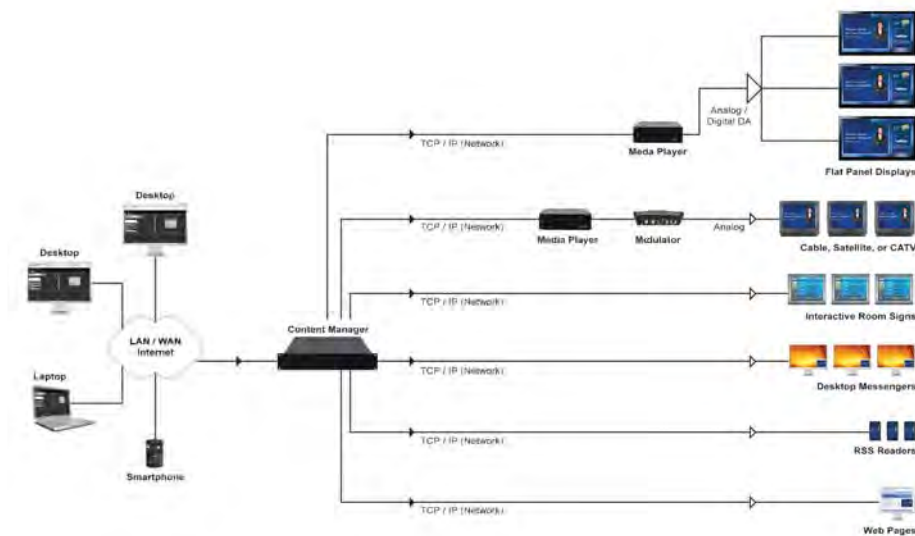 Analog /
Digital DA
TCP / IP (Network)
Media Player
Flat Panel Displays
Desktop
TCP / IP (Network)
Media Player
Modulator
Analog
Cable, Satellite, or CATV
Desktop
TCP / IP (Network)
Interactive Room Signs
Content Manager
LAN / WAN
Internet
Laptop
TCP / IP (Network)
Desktop Messengers
TCP / IP (Network)
RSS Readers
Smartphone
TCP / IP (Network)
Web Pages